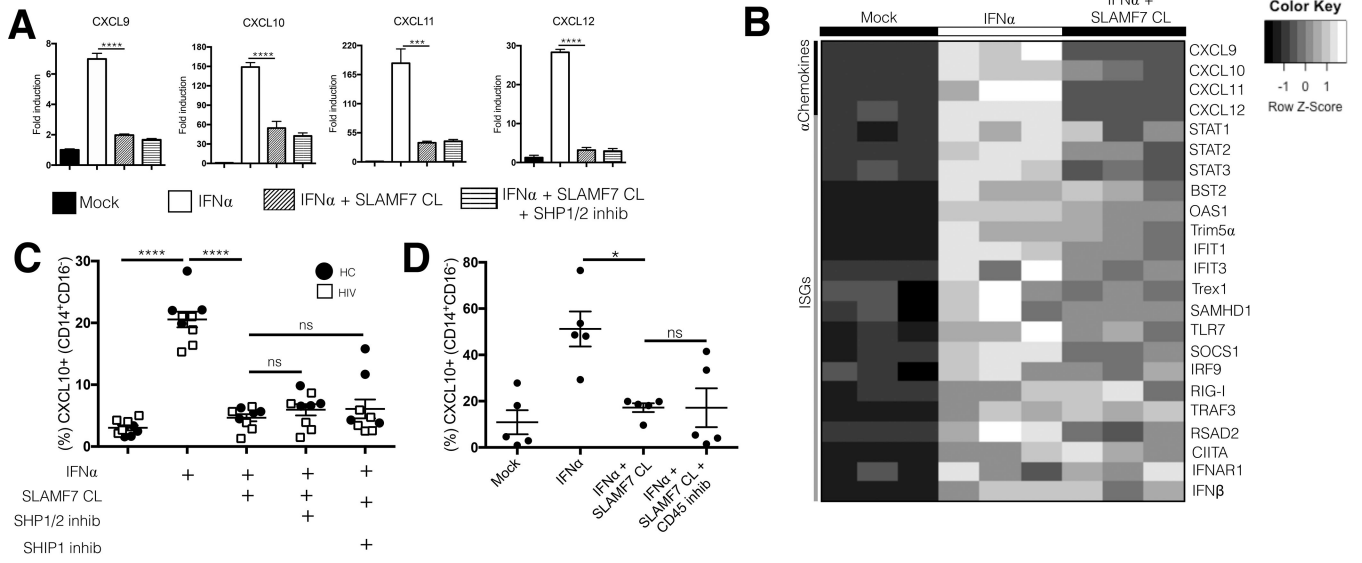 A
CXCL9
CXCL10
CXCL11
CXCL12
Fold induction
8
6
4
2
0
****
Fold induction
180
150
120
90
60
30
0
****
Fold induction
220
165
110
55
0
***
Fold induction
30
20
10
0
****
Mock
IFNα
IFNα + SLAMF7 CL
IFNα + SLAMF7 CL
+ SHP1/2 inhib
B
Mock
IFNα
IFNα +
SLAMF7 CL
Color Key
-1 0 1
Row Z-Score
αChemokines
ISGs
CXCL9
CXCL10
CXCL11
CXCL12
STAT1
STAT2
STAT3
BST2
OAS1
Trim5α
IFIT1
IFIT3
Trex1
SAMHD1
TLR7
SOCS1
IRF9
RIG-I
TRAF3
RSAD2
CIITA
IFNAR1
IFNβ
C
(%) CXCL10+ (CD14+CD16-)
30
20
10
0
**** ****
HC
HIV
ns
ns
IFNα + + + +
SLAMF7 CL + + +
SHP1/2 inhib +
SHIP1 inhib +
D
(%) CXCL10+ (CD14+CD16-)
80
60
40
20
0
*
ns
Mock
IFNα
IFNα +
SLAMF7 CL
IFNα +
SLAMF7 CL +
CD45 inhib